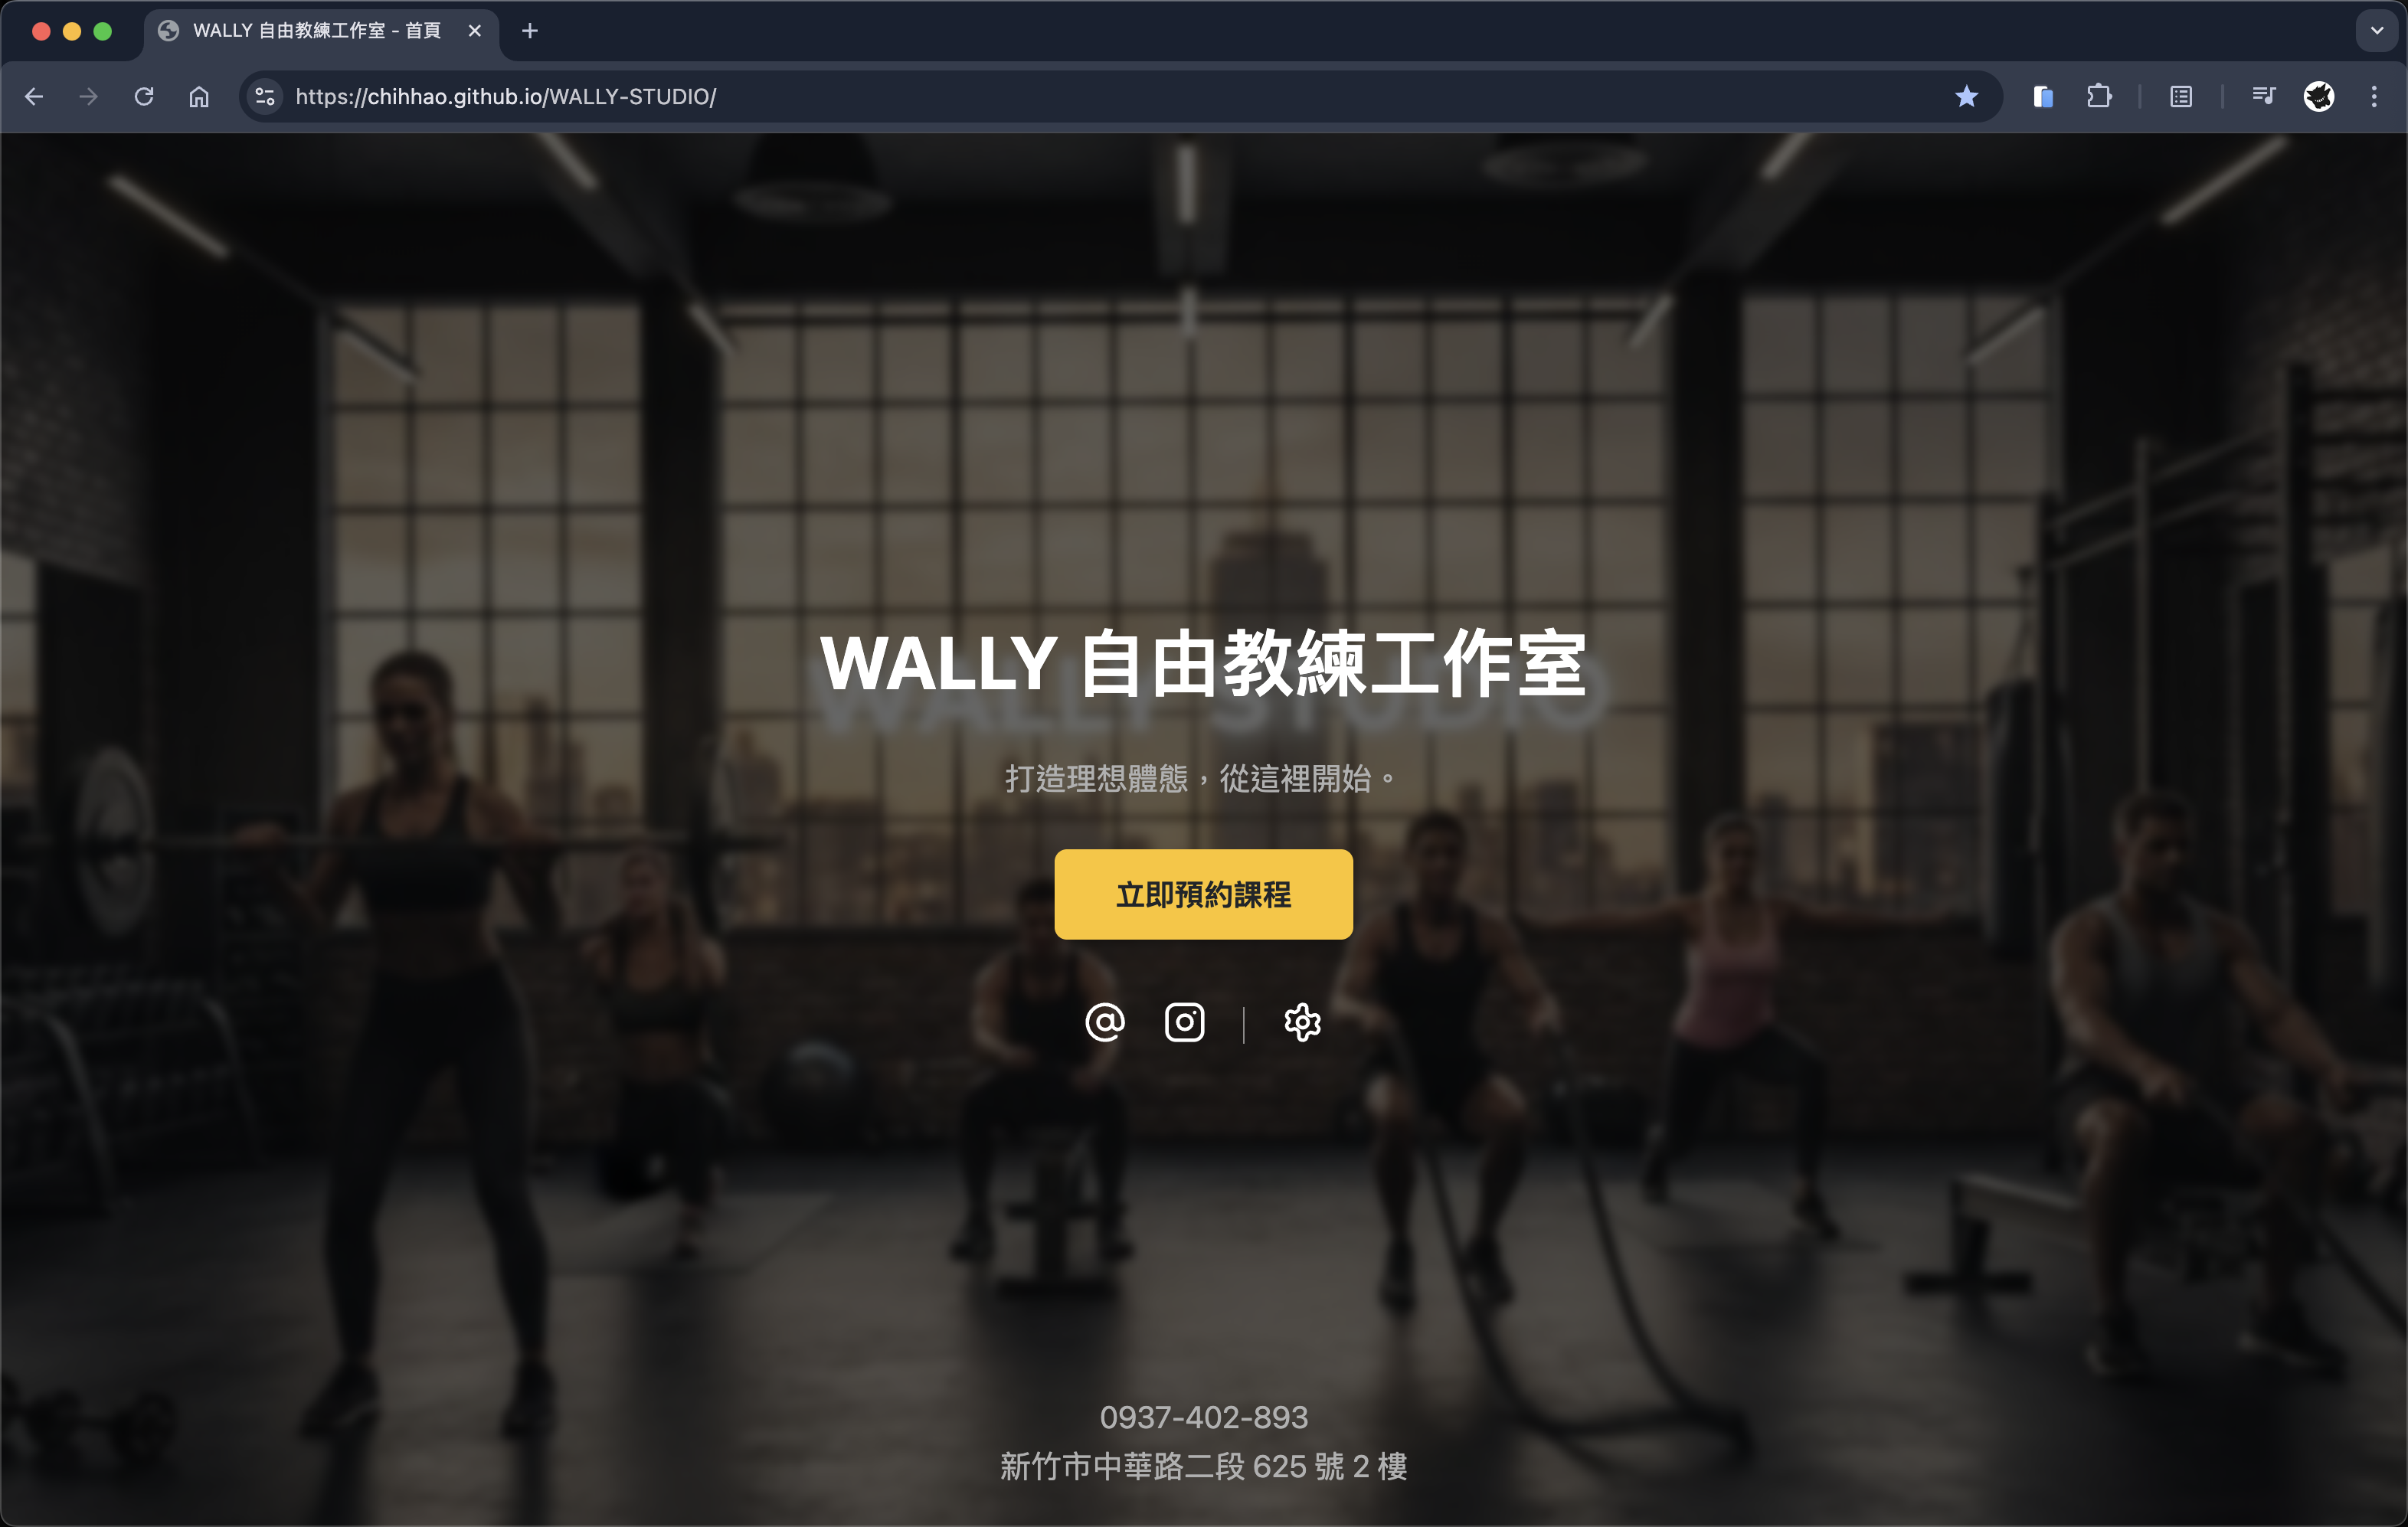 WALLY 自由教練工作室 - 首頁
https://chihhao.github.io/WALLY-STUDIO/
WALLY 自由教練工作室
WALLY STUDIO
打造理想體態，從這裡開始。
立即預約課程
0937-402-893
新竹市中華路二段 625 號 2 樓